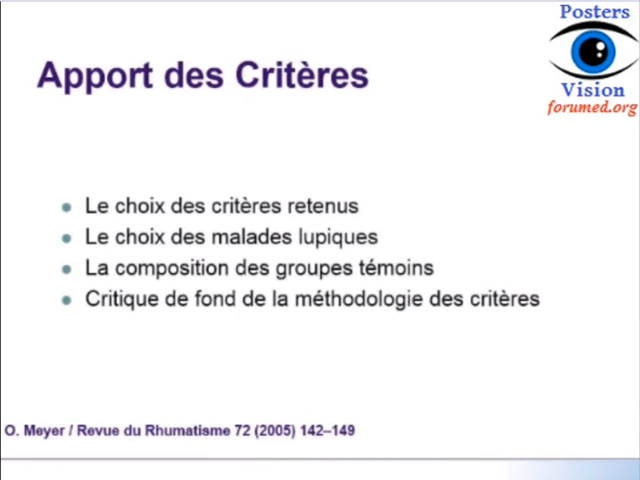 Posters
Vision
forumed.org
Apport des Critères
Le choix des critères retenus
Le choix des malades lupiques
La composition des groupes témoins
Critique de fond de la méthodologie des critères
O. Meyer / Revue du Rhumatisme 72 (2005) 142–149